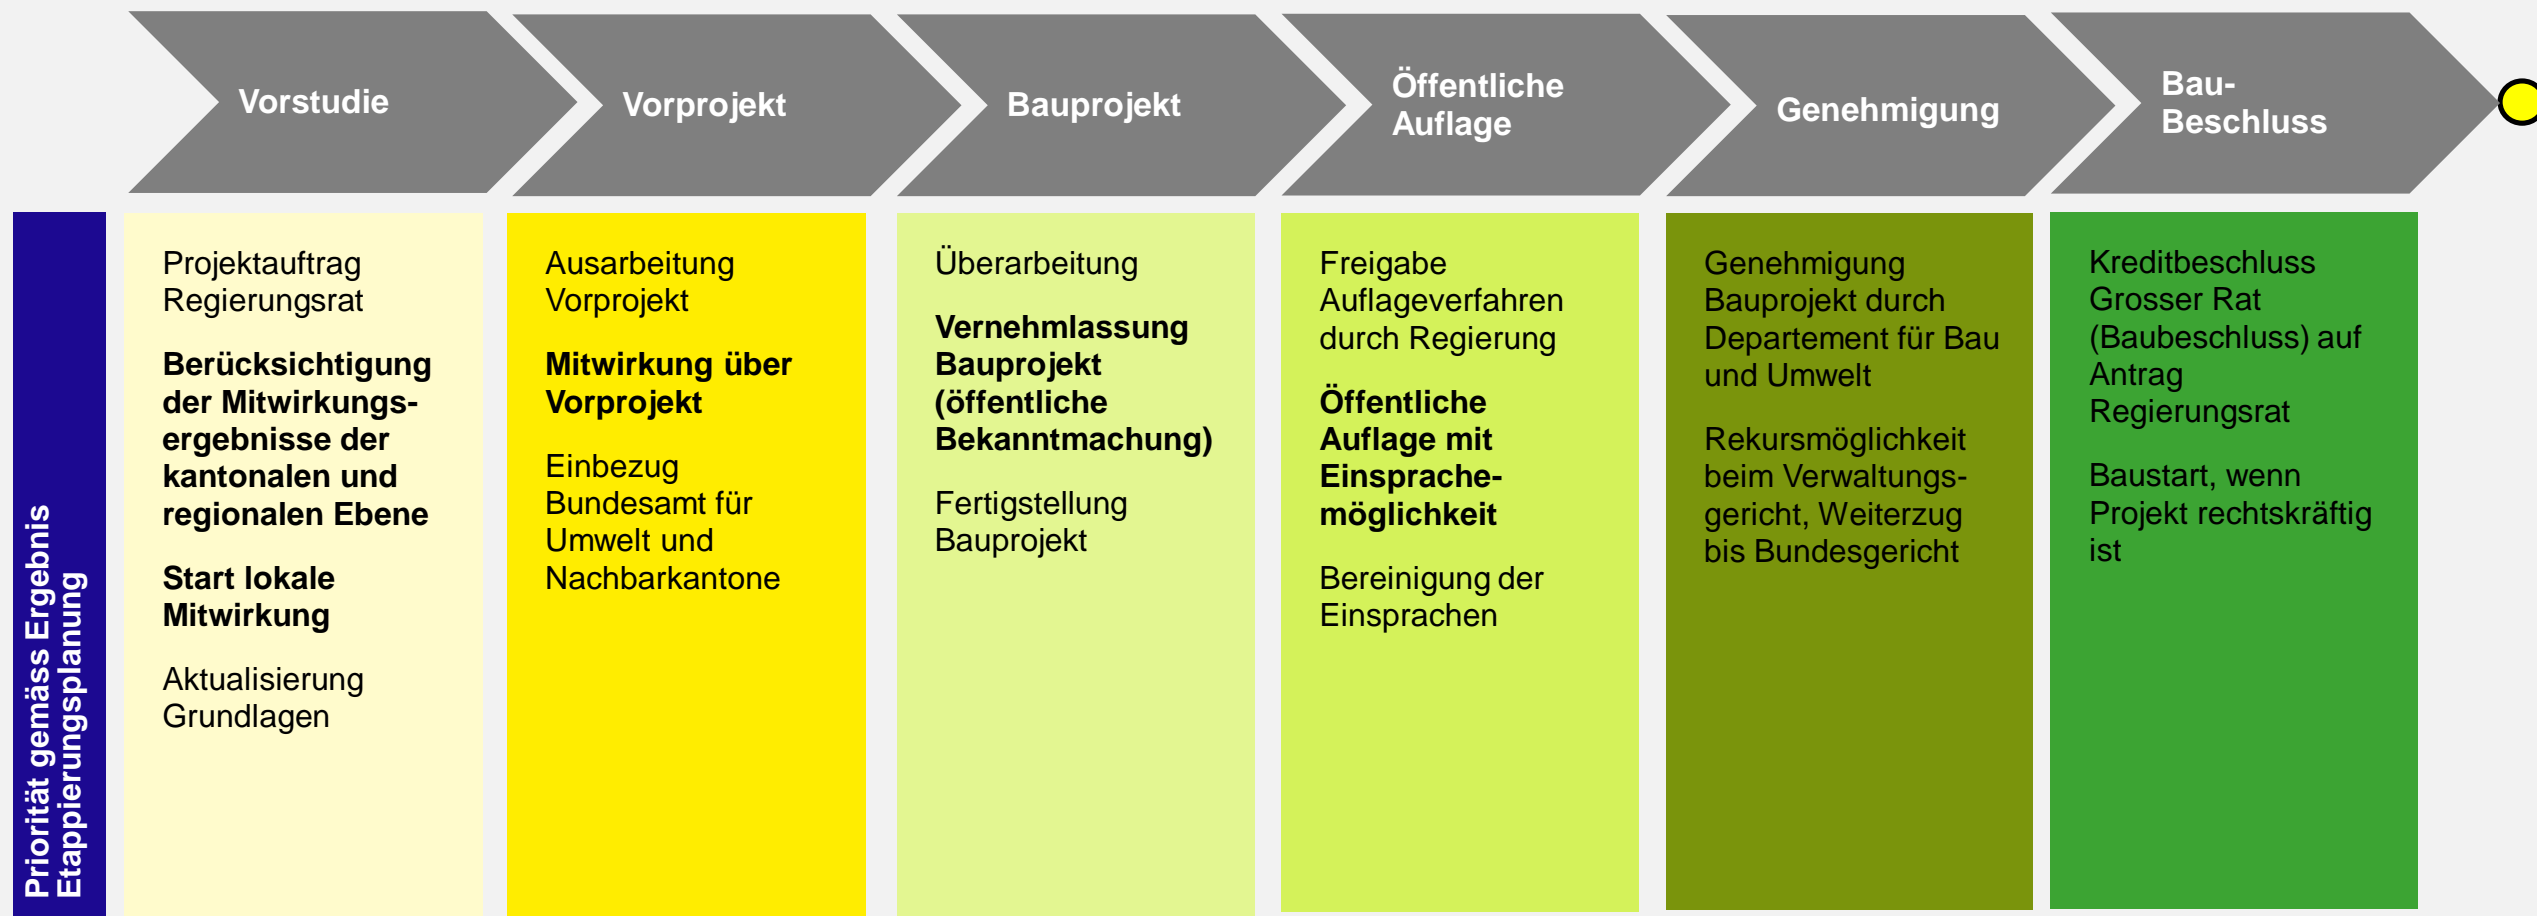 Vorstudie
Vorprojekt
Bauprojekt
Öffentliche
Auflage
Genehmigung
Bau-
Beschluss
Priorität gemäss Ergebnis
Etappierungsplanung
Projektauftrag
Regierungsrat
Berücksichtigung
der Mitwirkungs-
ergebnisse der
kantonalen und
regionalen Ebene
Start lokale
Mitwirkung
Aktualisierung
Grundlagen
Ausarbeitung
Vorprojekt
Mitwirkung über
Vorprojekt
Einbezug
Bundesamt für
Umwelt und
Nachbarkantone
Überarbeitung
Vernehmlassung
Bauprojekt
(öffentliche
Bekanntmachung)
Fertigstellung
Bauprojekt
Freigabe
Auflageverfahren
durch Regierung
Öffentliche
Auflage mit
Einsprache-
möglichkeit
Bereinigung der
Einsprachen
Genehmigung
Bauprojekt durch
Departement für Bau
und Umwelt
Rekursmöglichkeit
beim Verwaltungs-
gericht, Weiterzug
bis Bundesgericht
Kreditbeschluss
Grosser Rat
(Baubeschluss) auf
Antrag
Regierungsrat
Baustart, wenn
Projekt rechtskräftig
ist